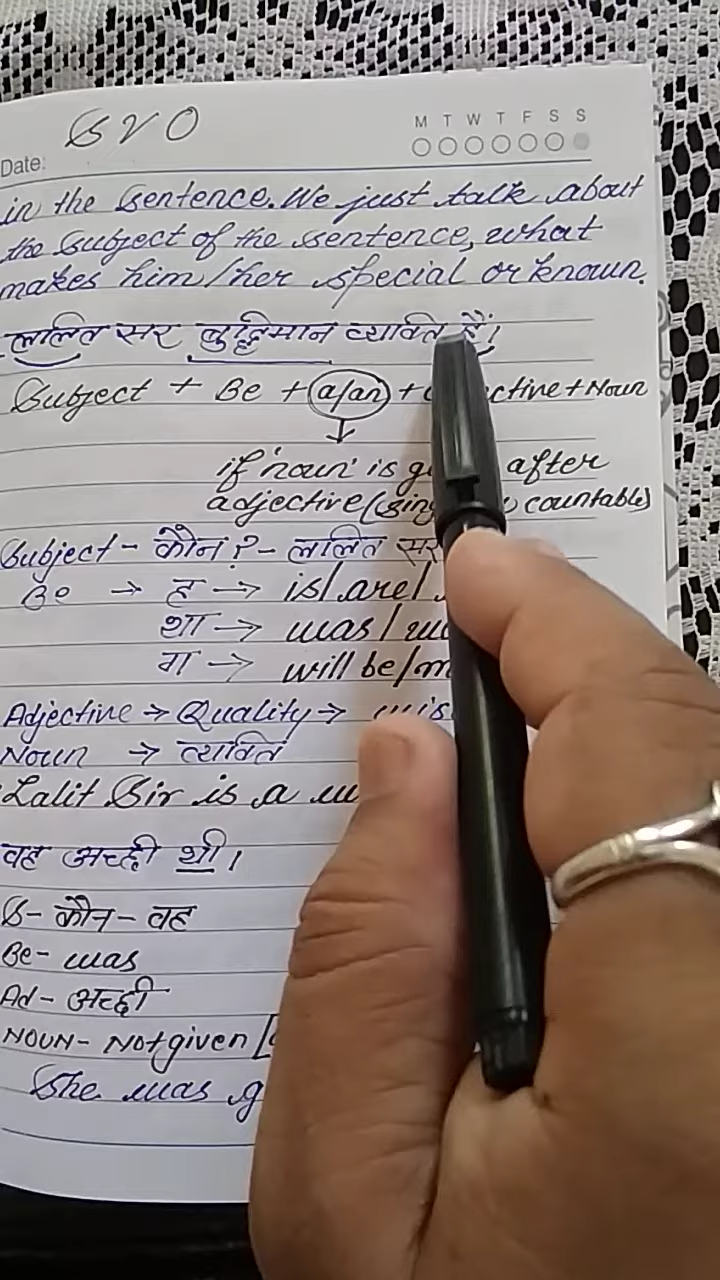 SVO
M T W T F S S
Date:
in the sentence. We just talk about
the subject of the sentence, what
makes him/her special or known.
ललित सर बुद्धिमान व्यक्ति हैं।
Subject + Be + a/an + ctive + Noun
if 'noun' is g after
adjective (sing countable)
Subject - कौन? - ललित सर
Be → ह → is/are/
था → was/
गा → will be/
Adjective → Quality →
Noun → व्यक्ति
Lalit Sir is a
वह अच्छी थी।
S - कौन - वह
Be - was
Ad - अच्छी
NOUN - Not given [
She was g